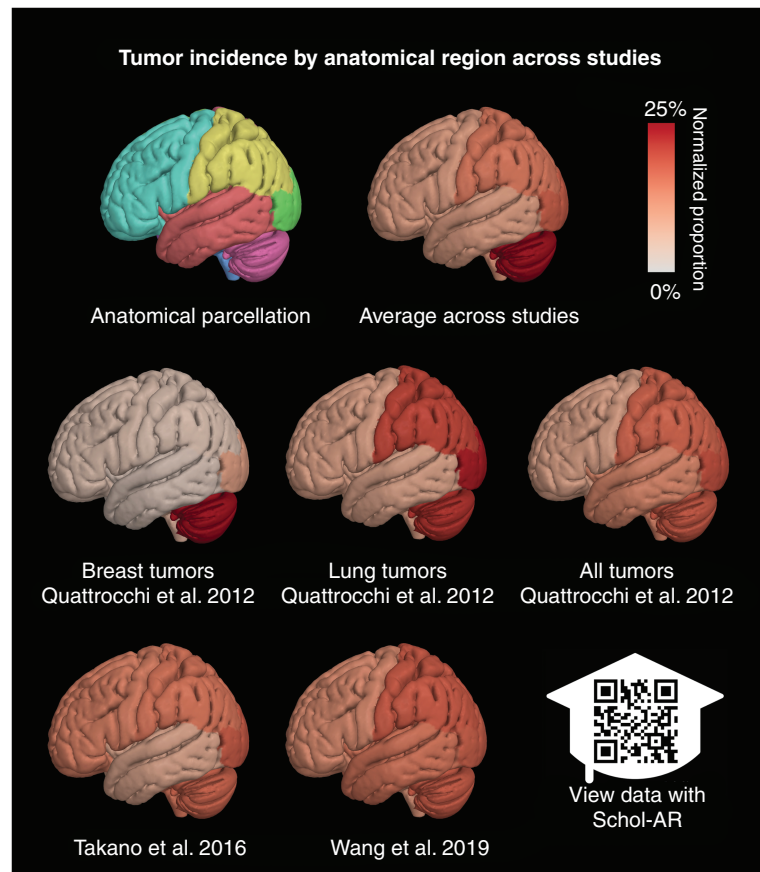 Tumor incidence by anatomical region across studies
25%
Normalized proportion
0%
Anatomical parcellation
Average across studies
Breast tumors
Quattrocchi et al. 2012
Lung tumors
Quattrocchi et al. 2012
All tumors
Quattrocchi et al. 2012
Takano et al. 2016
Wang et al. 2019
View data with
Schol-AR